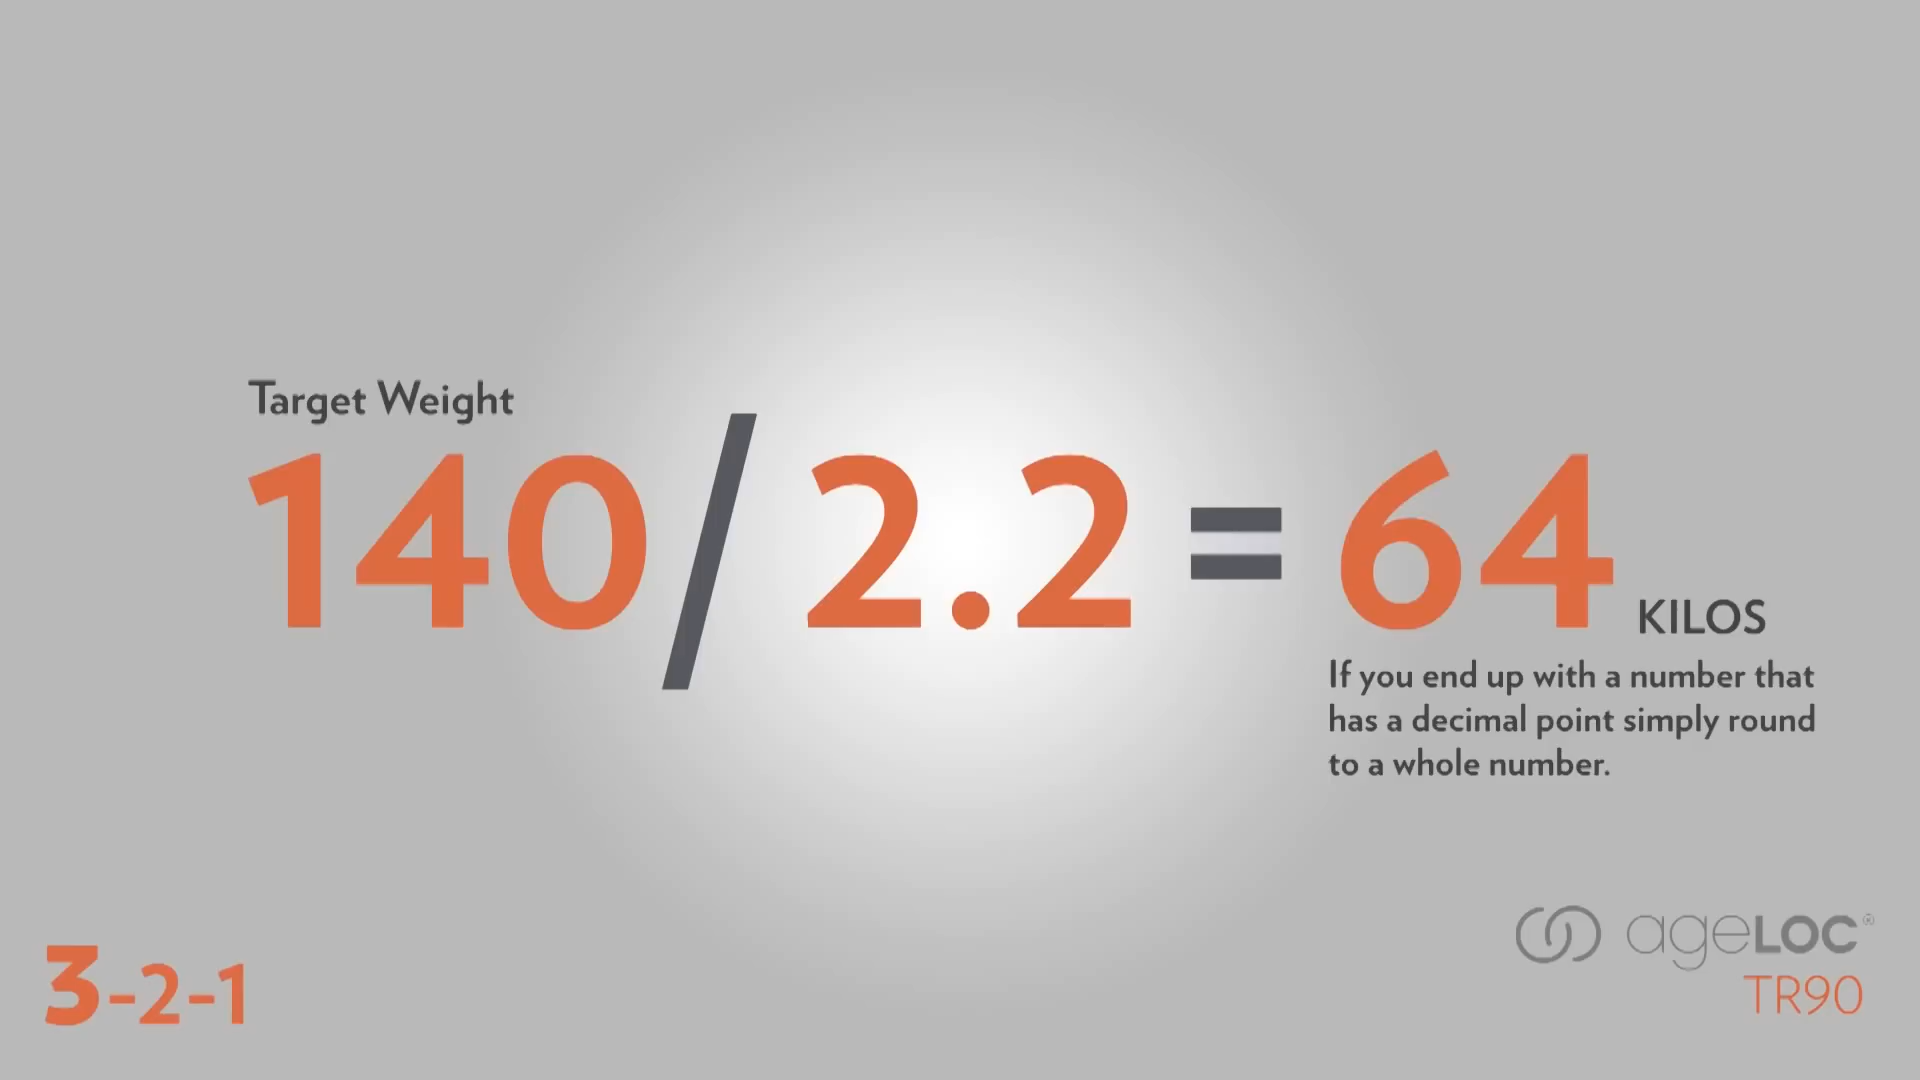 Target Weight
140/2.2=64 KILOS
If you end up with a number that
has a decimal point simply round
to a whole number.
3-2-1
ageLOC®
TR90